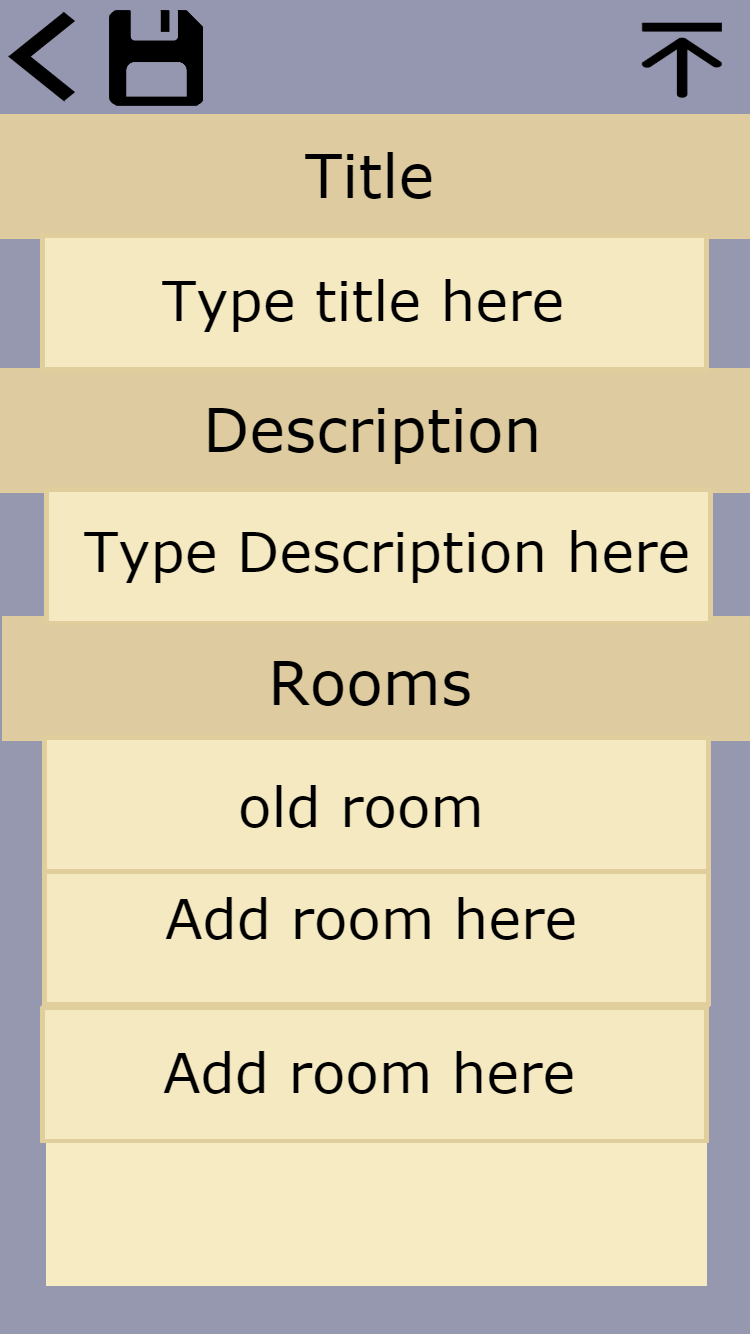 Title
Type title here
Description
Type Description here
Rooms
old room
Add room here
Add room here